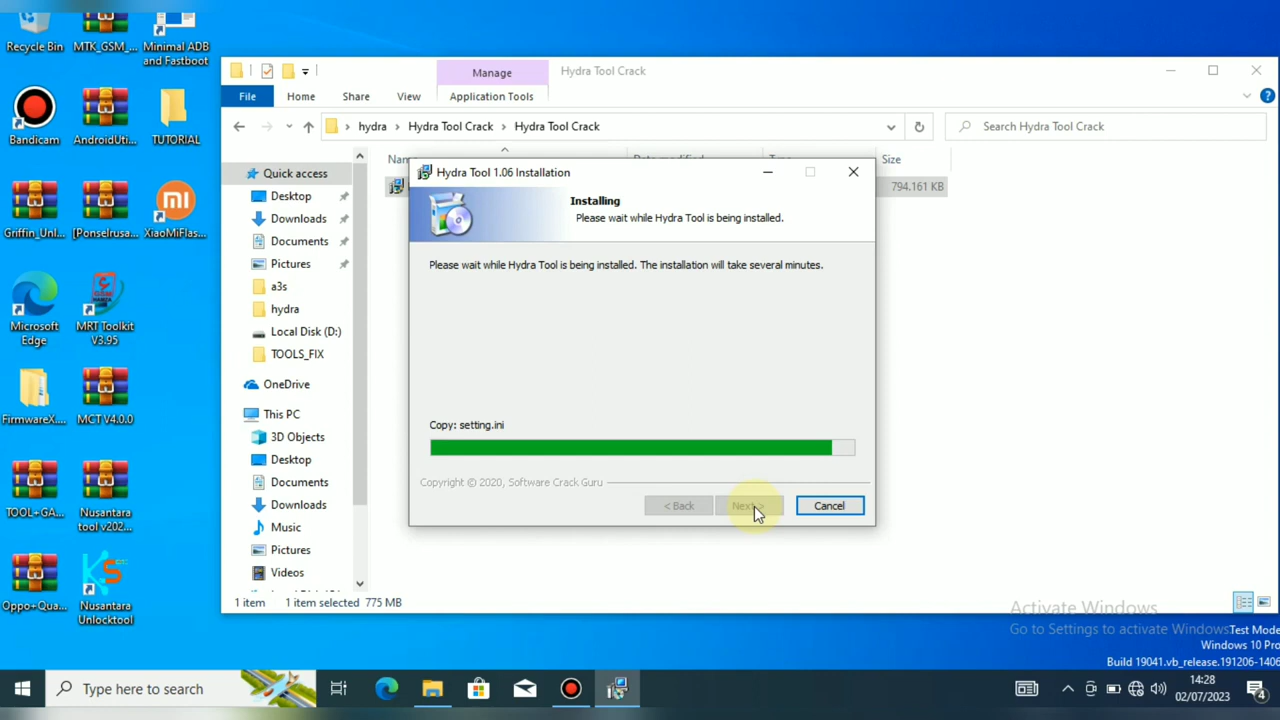 Recycle Bin
MTK_GSM_...
Minimal ADB
and Fastboot
Bandicam
AndroidUti...
TUTORIAL
Griffin_Unl...
[Ponselrusa...
XiaoMiFlas...
Microsoft
Edge
MRT Toolkit
V3.95
FirmwareX....
MCT V4.0.0
TOOL+GA...
Nusantara
tool v202...
Oppo+Qua...
Nusantara
Unlocktool
Manage
Hydra Tool Crack
File
Home
Share
View
Application Tools
hydra
Hydra Tool Crack
Hydra Tool Crack
Search Hydra Tool Crack
Size
794.161 KB
Quick access
Desktop
Downloads
Documents
Pictures
a3s
hydra
Local Disk (D:)
TOOLS_FIX
OneDrive
This PC
3D Objects
Desktop
Documents
Downloads
Music
Pictures
Videos
1 item
1 item selected
775 MB
Hydra Tool 1.06 Installation
Installing
Please wait while Hydra Tool is being installed.
Please wait while Hydra Tool is being installed. The installation will take several minutes.
Copy: setting.ini
Copyright © 2020, Software Crack Guru
< Back
Next >
Cancel
Activate Windows
Go to Settings to activate Windows.
Test Mode
Windows 10 Pro
Build 19041.vb_release.191206-1406
Type here to search
14:28
02/07/2023
4